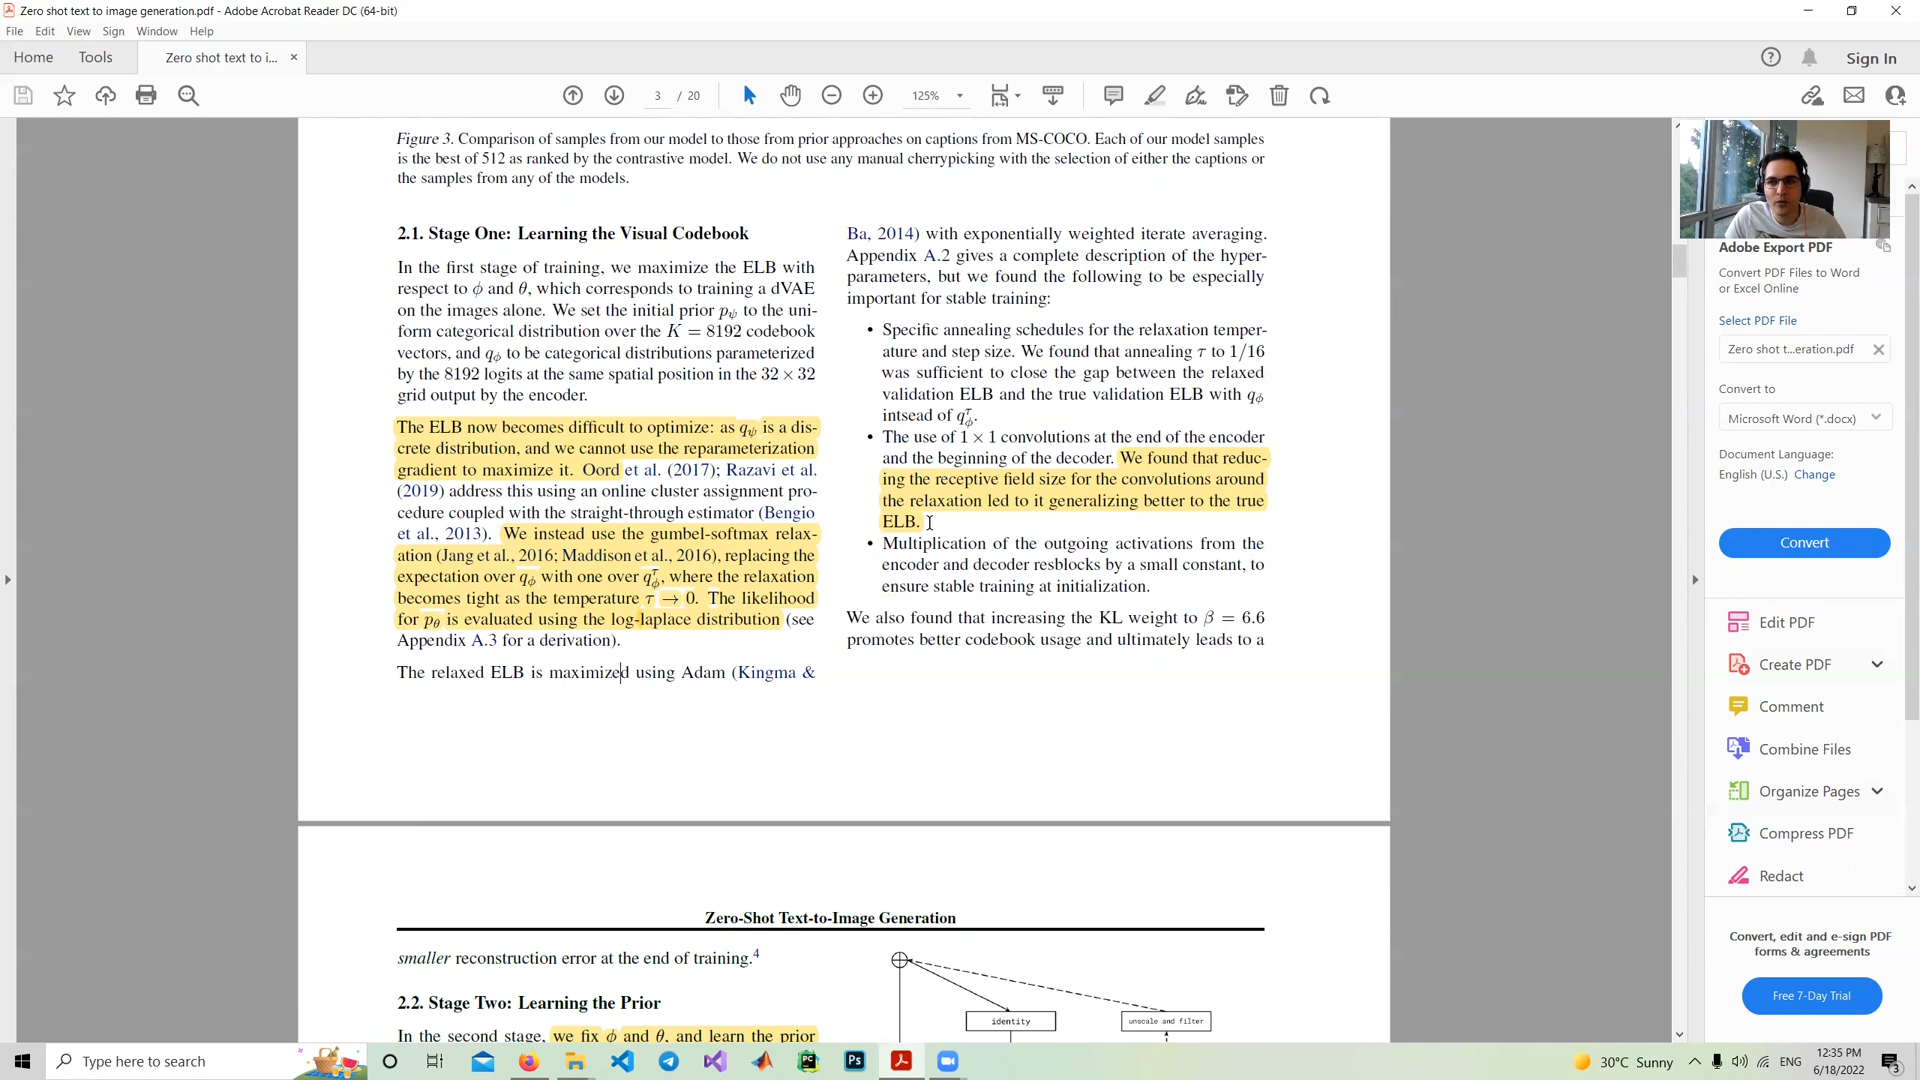 Zero shot text to image generation.pdf - Adobe Acrobat Reader DC (64-bit)
File Edit View Sign Window Help
Home Tools Zero shot text to i... × Sign In
3 / 20 125%
Figure 3. Comparison of samples from our model to those from prior approaches on captions from MS-COCO. Each of our model samples
is the best of 512 as ranked by the contrastive model. We do not use any manual cherrypicking with the selection of either the captions or
the samples from any of the models.
2.1. Stage One: Learning the Visual Codebook
In the first stage of training, we maximize the ELB with
respect to ϕ and θ, which corresponds to training a dVAE
on the images alone. We set the initial prior pψ to the uni-
form categorical distribution over the K = 8192 codebook
vectors, and qϕ to be categorical distributions parameterized
by the 8192 logits at the same spatial position in the 32 × 32
grid output by the encoder.
The ELB now becomes difficult to optimize: as qψ is a dis-
crete distribution, and we cannot use the reparameterization
gradient to maximize it. Oord et al. (2017); Razavi et al.
(2019) address this using an online cluster assignment pro-
cedure coupled with the straight-through estimator (Bengio
et al., 2013). We instead use the gumbel-softmax relax-
ation (Jang et al., 2016; Maddison et al., 2016), replacing the
expectation over qϕ with one over qϕτ, where the relaxation
becomes tight as the temperature τ → 0. The likelihood
for pθ is evaluated using the log-laplace distribution (see
Appendix A.3 for a derivation).
The relaxed ELB is maximized using Adam (Kingma &
Ba, 2014) with exponentially weighted iterate averaging.
Appendix A.2 gives a complete description of the hyper-
parameters, but we found the following to be especially
important for stable training:
• Specific annealing schedules for the relaxation temper-
ature and step size. We found that annealing τ to 1/16
was sufficient to close the gap between the relaxed
validation ELB and the true validation ELB with qϕ
intsead of qϕτ.
• The use of 1 × 1 convolutions at the end of the encoder
and the beginning of the decoder. We found that reduc-
ing the receptive field size for the convolutions around
the relaxation led to it generalizing better to the true
ELB.
• Multiplication of the outgoing activations from the
encoder and decoder resblocks by a small constant, to
ensure stable training at initialization.
We also found that increasing the KL weight to β = 6.6
promotes better codebook usage and ultimately leads to a
Zero-Shot Text-to-Image Generation
smaller reconstruction error at the end of training.4
2.2. Stage Two: Learning the Prior
In the second stage, we fix ϕ and θ, and learn the prior
identity
unscale and filter
Adobe Export PDF
Convert PDF Files to Word
or Excel Online
Select PDF File
Zero shot t...eration.pdf
Convert to
Microsoft Word (*.docx)
Document Language:
English (U.S.) Change
Convert
Edit PDF
Create PDF
Comment
Combine Files
Organize Pages
Compress PDF
Redact
Convert, edit and e-sign PDF
forms & agreements
Free 7-Day Trial
Type here to search
PC
Ps
30°C Sunny
ENG
12:35 PM
6/18/2022
3